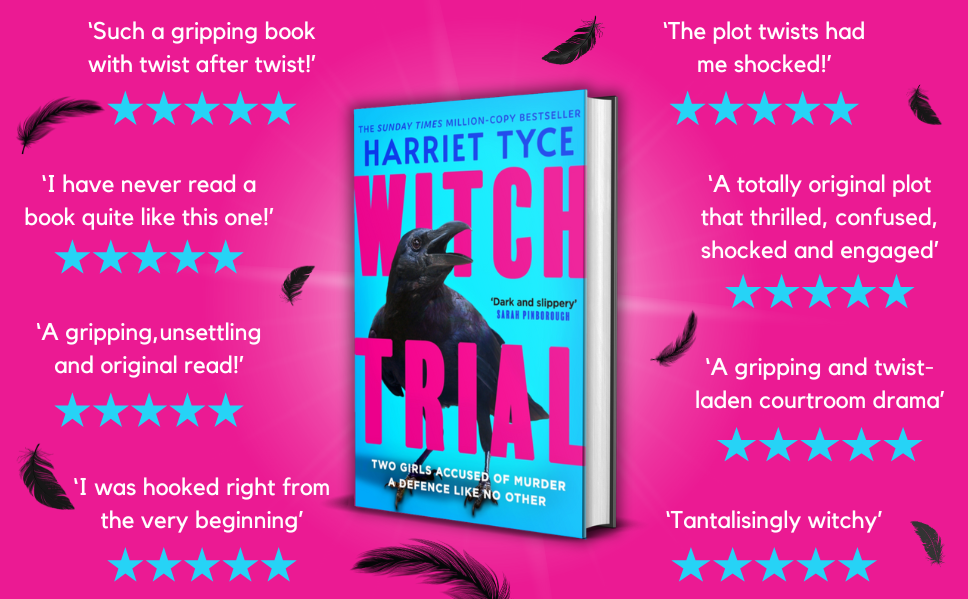 ‘Such a gripping book
with twist after twist!’
‘I have never read a
book quite like this one!’
‘A gripping,unsettling
and original read!’
‘I was hooked right from
the very beginning’
THE SUNDAY TIMES MILLION-COPY BESTSELLER
HARRIET TYCE
WITCH
‘Dark and slippery’
SARAH PINBOROUGH
TRIAL
TWO GIRLS ACCUSED OF MURDER
A DEFENCE LIKE NO OTHER
‘The plot twists had
me shocked!’
‘A totally original plot
that thrilled, confused,
shocked and engaged’
‘A gripping and twist-
laden courtroom drama’
‘Tantalisingly witchy’